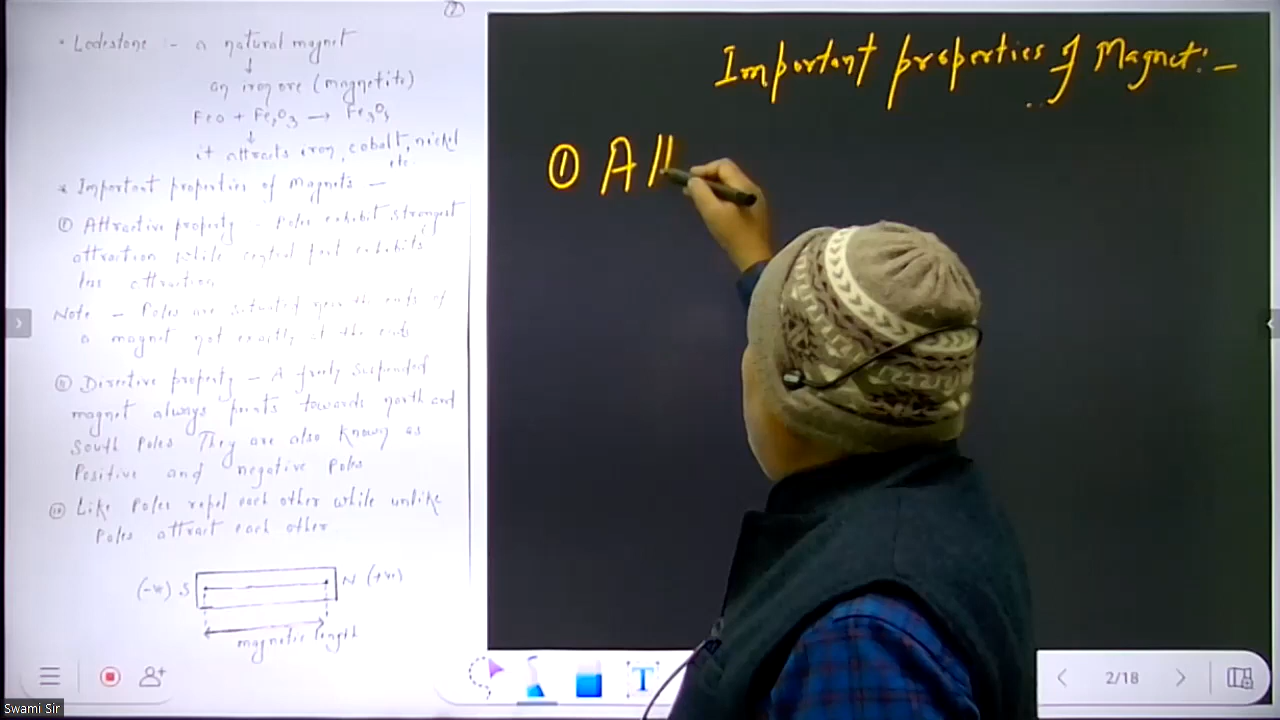 2
* Lodestone :- a natural magnet
↓
an iron ore (magnetite)
FeO + Fe₂O₃ → Fe₃O₄
↓
it attracts iron, cobalt, nickel
etc.
* Important properties of Magnets -
① Attractive property - Poles exhibit strongest
attraction while central part exhibits
less attraction
Note - Poles are situated near the ends of
a magnet not exactly at the ends
② Directive property - A freely suspended
magnet always points towards north and
South Poles They are also known as
Positive and negative Poles
③ Like Poles repel each other while unlike
Poles attract each other.
(-ve) S N (+ve)
magnetic length
Important properties of Magnet :-
① Att
T
2/18
Swami Sir